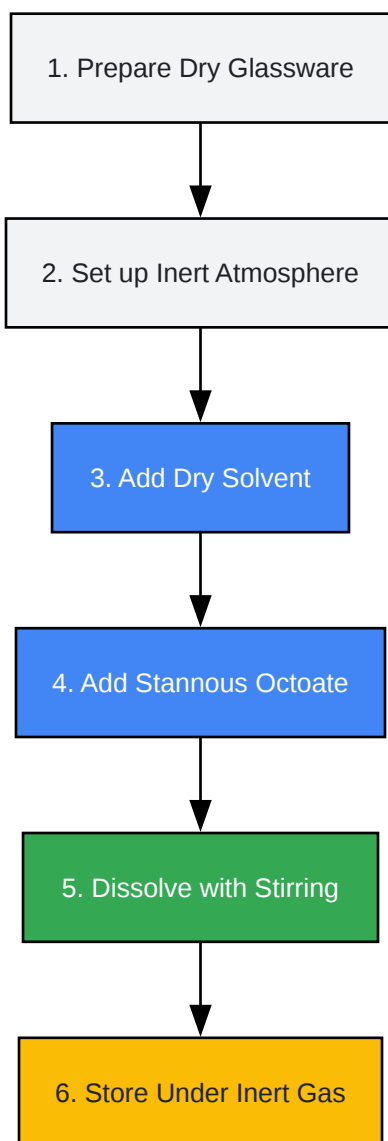 1. Prepare Dry Glassware
2. Set up Inert Atmosphere
3. Add Dry Solvent
4. Add Stannous Octoate
5. Dissolve with Stirring
6. Store Under Inert Gas